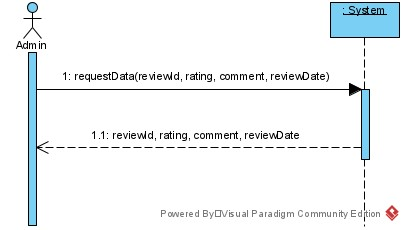 : System
Admin
1: requestData(reviewId, rating, comment, reviewDate)
1.1: reviewId, rating, comment, reviewDate
Powered By Visual Paradigm Community Edition